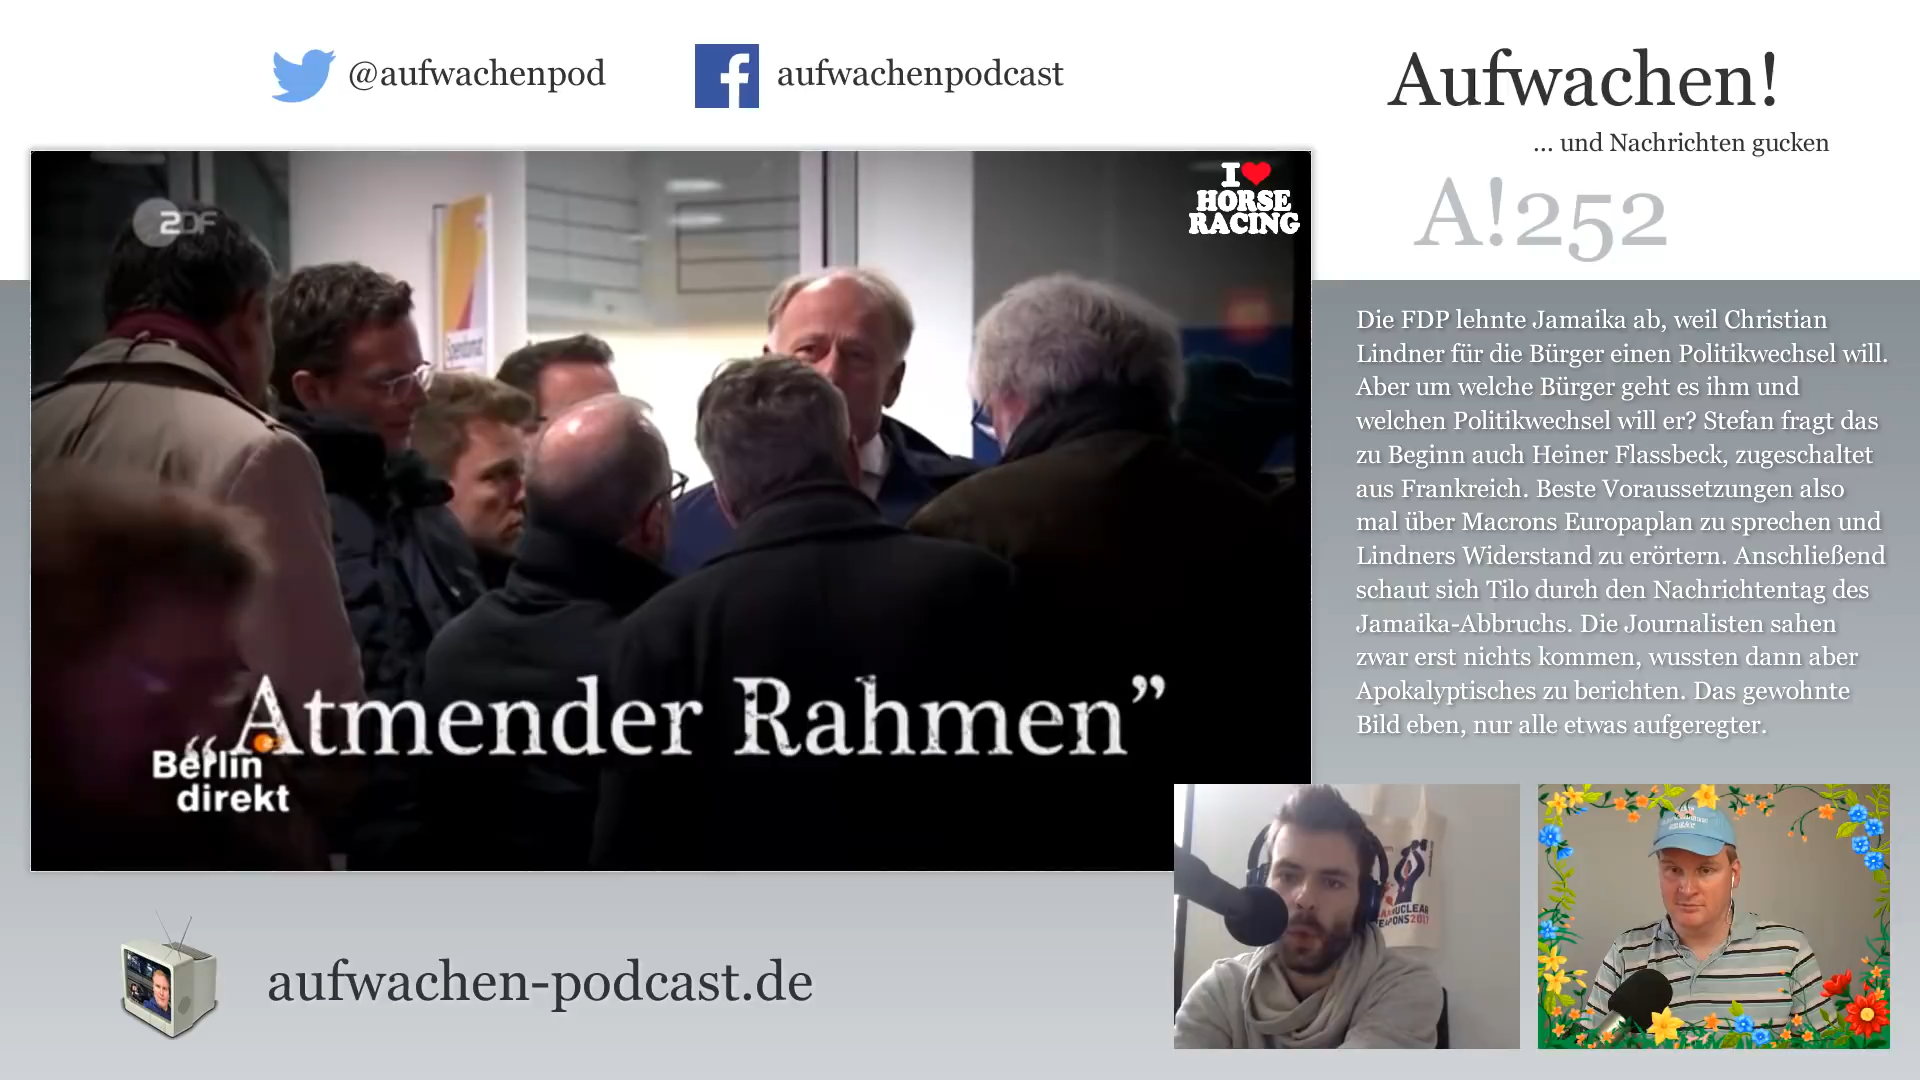 @aufwachenpod
aufwachenpodcast
Aufwachen!
... und Nachrichten gucken
A!252
ZDF
I
HORSE
RACING
“Atmender Rahmen”
Berlin
direkt
Die FDP lehnte Jamaika ab, weil Christian
Lindner für die Bürger einen Politikwechsel will.
Aber um welche Bürger geht es ihm und
welchen Politikwechsel will er? Stefan fragt das
zu Beginn auch Heiner Flassbeck, zugeschaltet
aus Frankreich. Beste Voraussetzungen also
mal über Macrons Europaplan zu sprechen und
Lindners Widerstand zu erörtern. Anschließend
schaut sich Tilo durch den Nachrichtentag des
Jamaika-Abbruchs. Die Journalisten sahen
zwar erst nichts kommen, wussten dann aber
Apokalyptisches zu berichten. Das gewohnte
Bild eben, nur alle etwas aufgeregter.
aufwachen-podcast.de